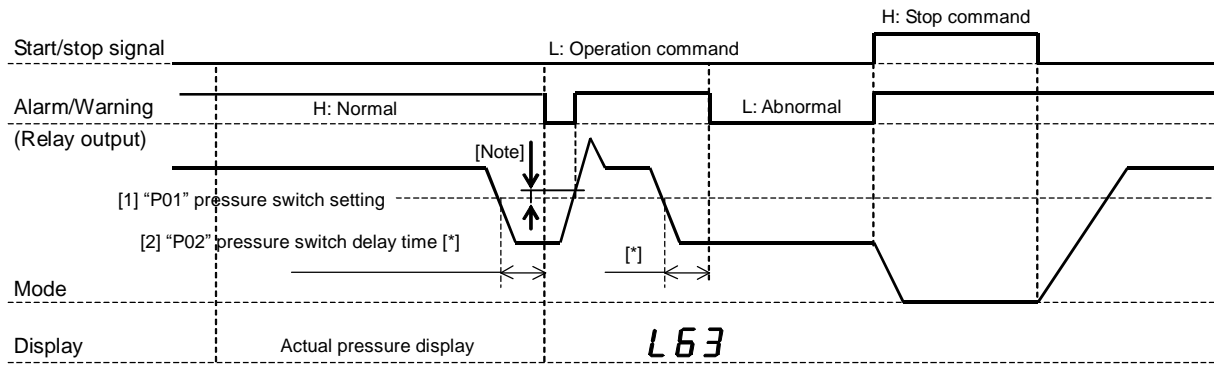 H: Stop command
Start/stop signal
L: Operation command
Alarm/Warning
H: Normal
L: Abnormal
(Relay output)
[Note]
[1] “P01” pressure switch setting
[2] “P02” pressure switch delay time [*]
[*]
Mode
Display
Actual pressure display
L63